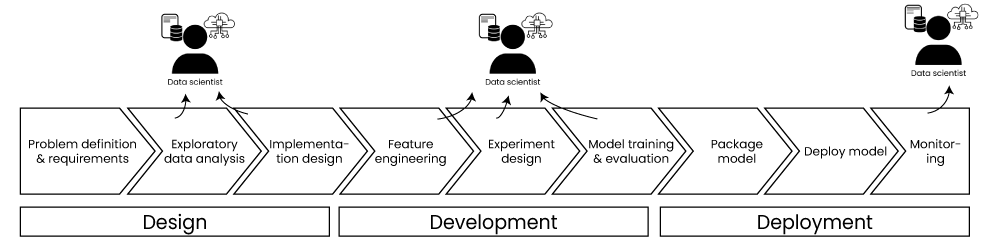 Data scientist
Data scientist
Data scientist
Problem definition
& requirements
Exploratory
data analysis
Implementa-
tion design
Feature
engineering
Experiment
design
Model training
& evaluation
Package
model
Deploy model
Monitor-
ing
Design
Development
Deployment